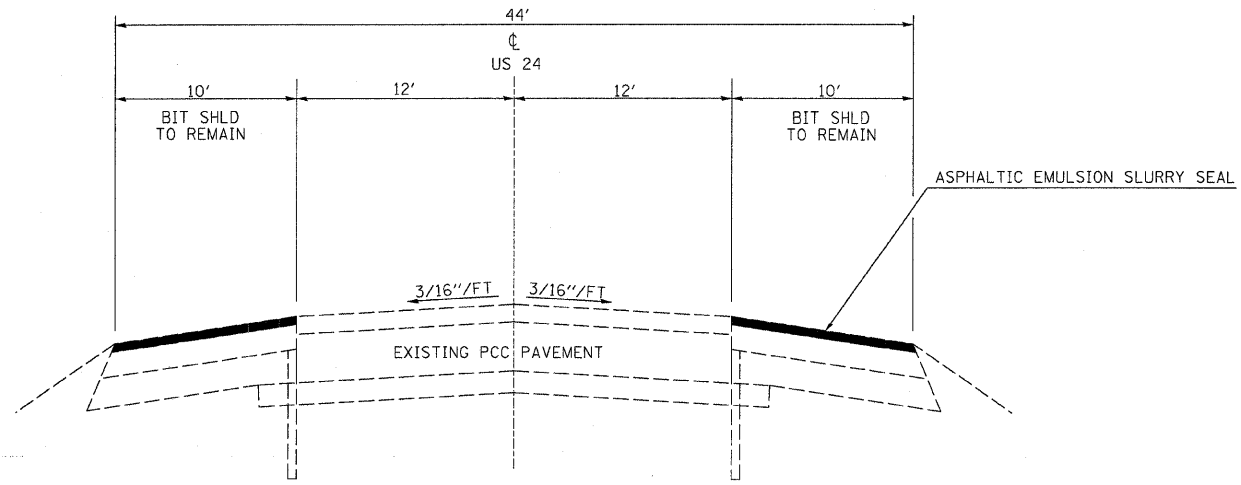 44'
℄
US 24
10'
12'
12'
10'
BIT SHLD
TO REMAIN
BIT SHLD
TO REMAIN
ASPHALTIC EMULSION SLURRY SEAL
3/16"/FT
3/16"/FT
EXISTING PCC PAVEMENT